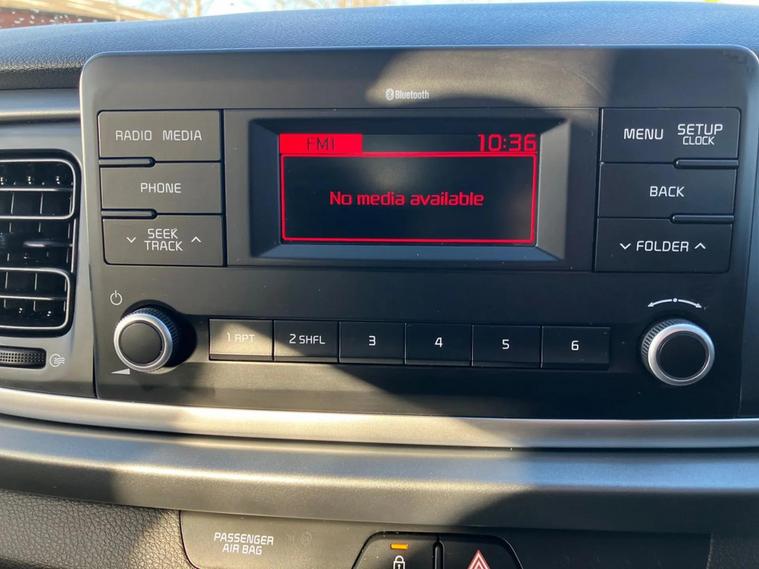 Bluetooth
RADIO MEDIA
FM1 10:36
MENU SETUP
CLOCK
PHONE
No media available
BACK
SEEK
TRACK
FOLDER
1 RPT 2 SHFL 3 4 5 6
PASSENGER
AIR BAG